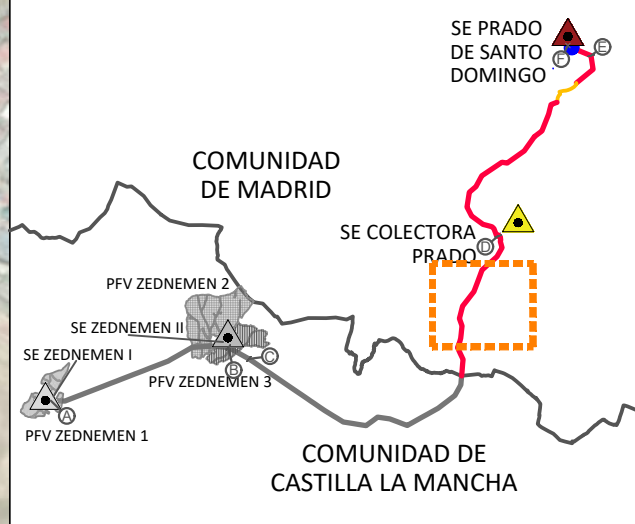 SE PRADO
DE SANTO
DOMINGO
F
E
COMUNIDAD
DE MADRID
SE COLECTORA
PRADO
D
PFV ZEDNEMEN 2
SE ZEDNEMEN II
SE ZEDNEMEN I
C
B
PFV ZEDNEMEN 3
A
PFV ZEDNEMEN 1
COMUNIDAD DE
CASTILLA LA MANCHA